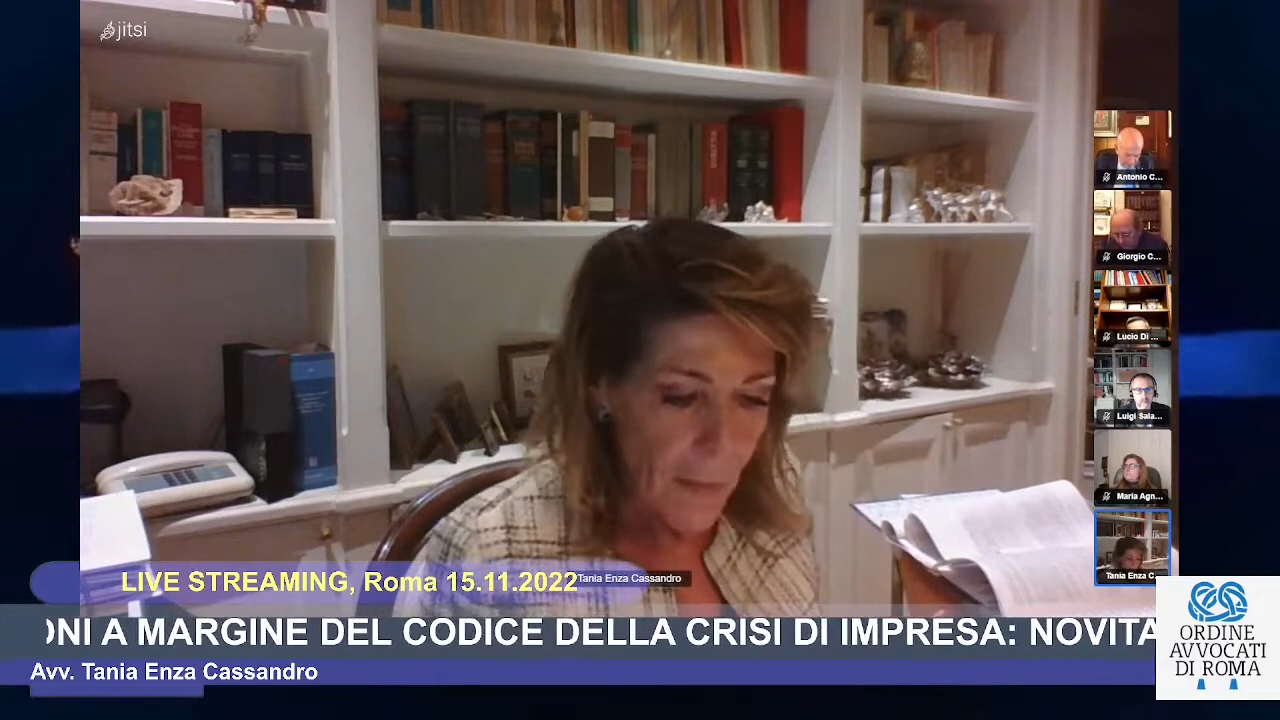 jitsi
DIRITTO
Antonio C...
Giorgio C...
Lucio Di ...
Luigi Sala...
Maria Agn...
Tania Enza C...
Tania Enza Cassandro
LIVE STREAMING, Roma 15.11.2022
ONI A MARGINE DEL CODICE DELLA CRISI DI IMPRESA: NOVITA
Avv. Tania Enza Cassandro
ORDINE
AVVOCATI
DI ROMA